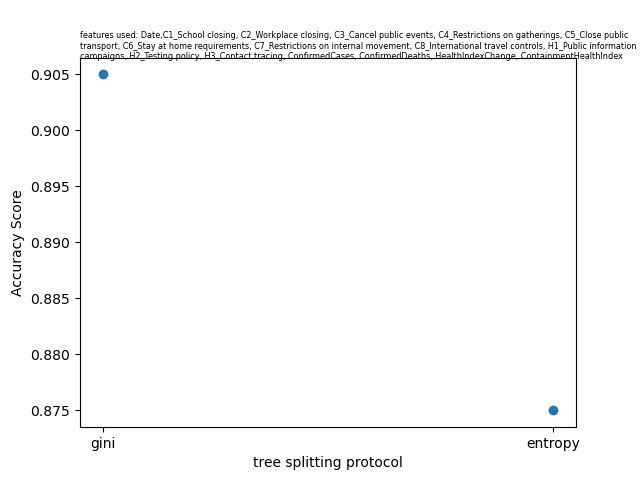 features used: Date,C1_School closing, C2_Workplace closing, C3_Cancel public events, C4_Restrictions on gatherings, C5_Close public
transport, C6_Stay at home requirements, C7_Restrictions on internal movement, C8_International travel controls, H1_Public information
campaigns, H2_Testing policy, H3_Contact tracing, ConfirmedCases, ConfirmedDeaths, HealthIndexChange, ContainmentHealthIndex
0.905
0.900
0.895
0.890
0.885
0.880
0.875
Accuracy Score
gini
entropy
tree splitting protocol